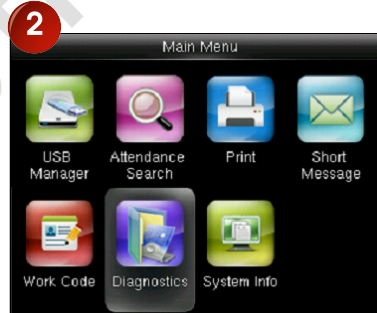 2
Main Menu
USB Manager
Attendance Search
Print
Short Message
Work Code
Diagnostics
System Info